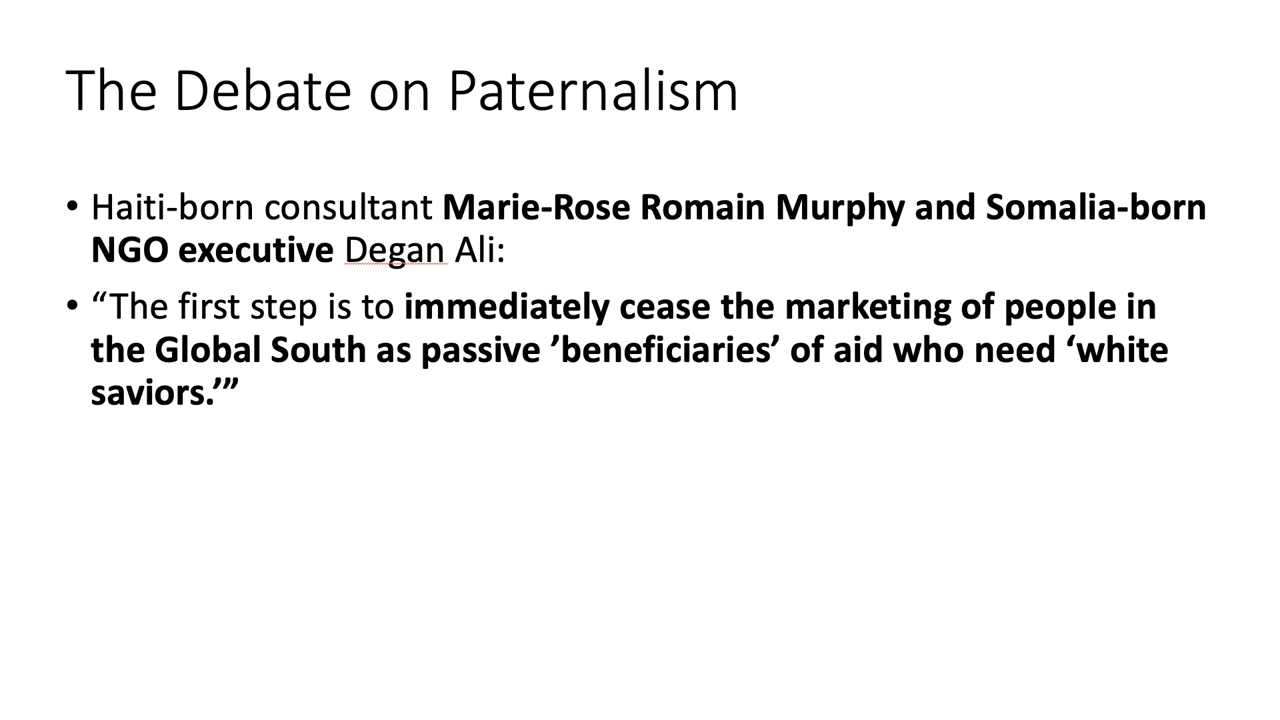 The Debate on Paternalism
• Haiti-born consultant Marie-Rose Romain Murphy and Somalia-born
NGO executive Degan Ali:
• “The first step is to immediately cease the marketing of people in
the Global South as passive ’beneficiaries’ of aid who need ‘white
saviors.’”